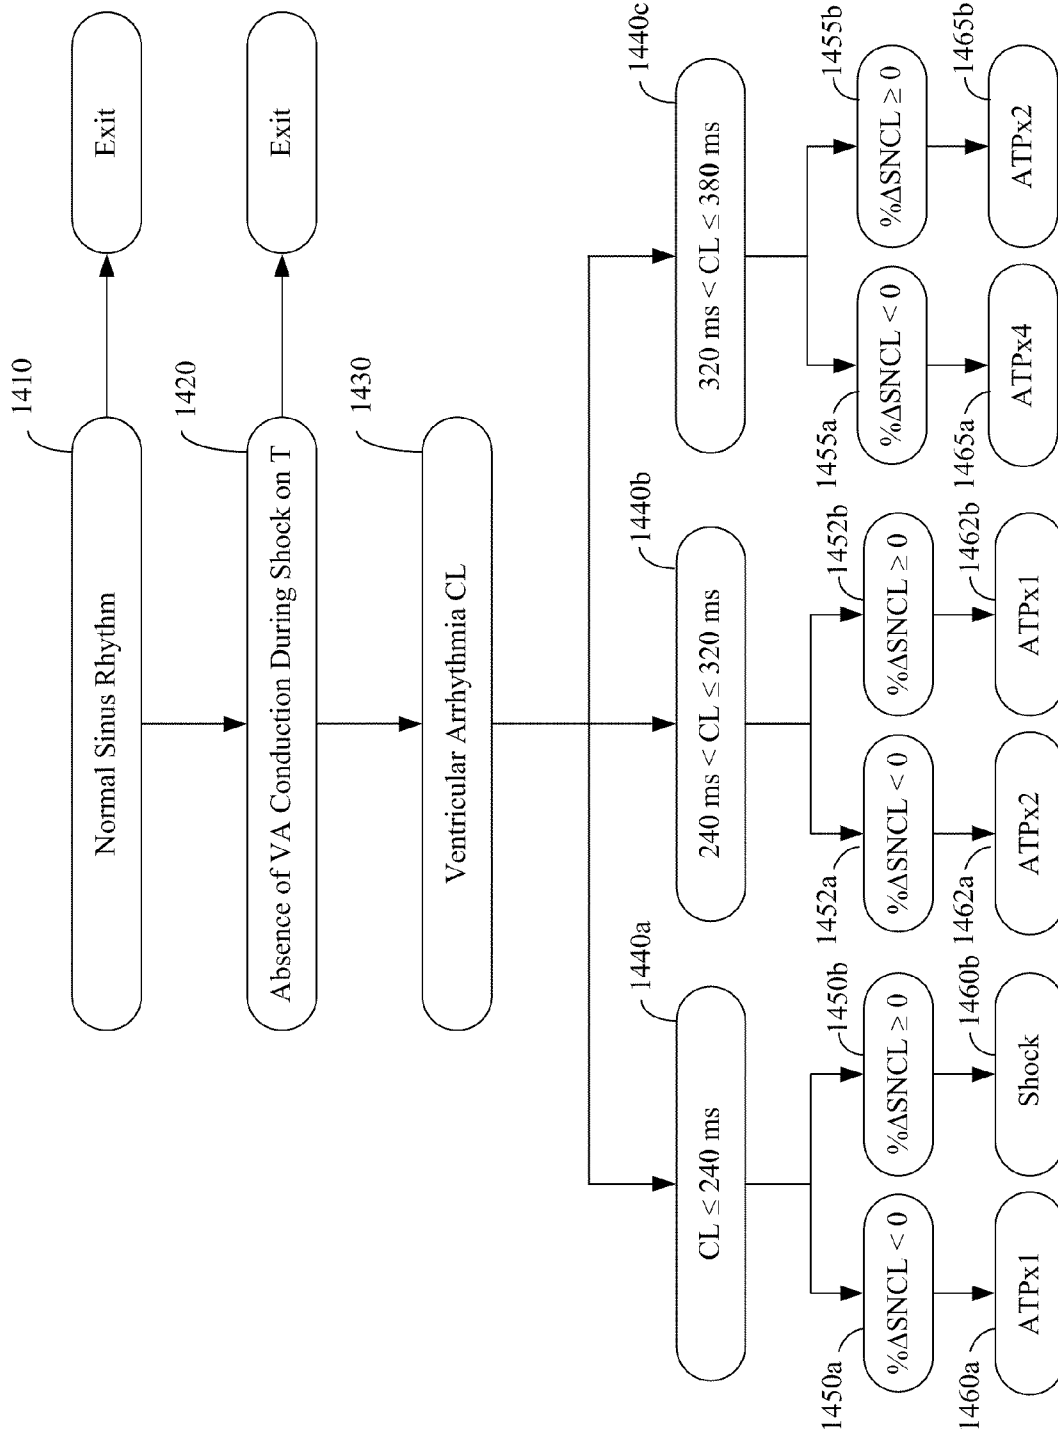 1410
Normal Sinus Rhythm
Exit
1420
Absence of VA Conduction During Shock on T
Exit
1430
Ventricular Arrhythmia CL
1440a
CL ≤ 240 ms
1440b
240 ms < CL ≤ 320 ms
1440c
320 ms < CL ≤ 380 ms
1450a
%ΔSNCL < 0
1450b
%ΔSNCL ≥ 0
1452a
%ΔSNCL < 0
1452b
%ΔSNCL ≥ 0
1455a
%ΔSNCL < 0
1455b
%ΔSNCL ≥ 0
1460a
ATPx1
1460b
Shock
1462a
ATPx2
1462b
ATPx1
1465a
ATPx4
1465b
ATPx2